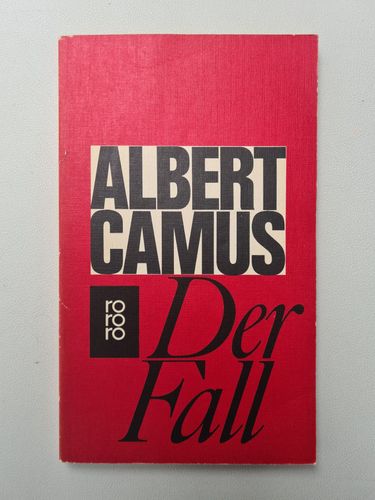 ALBERT
CAMUS
ro
ro
ro
Der
Fall